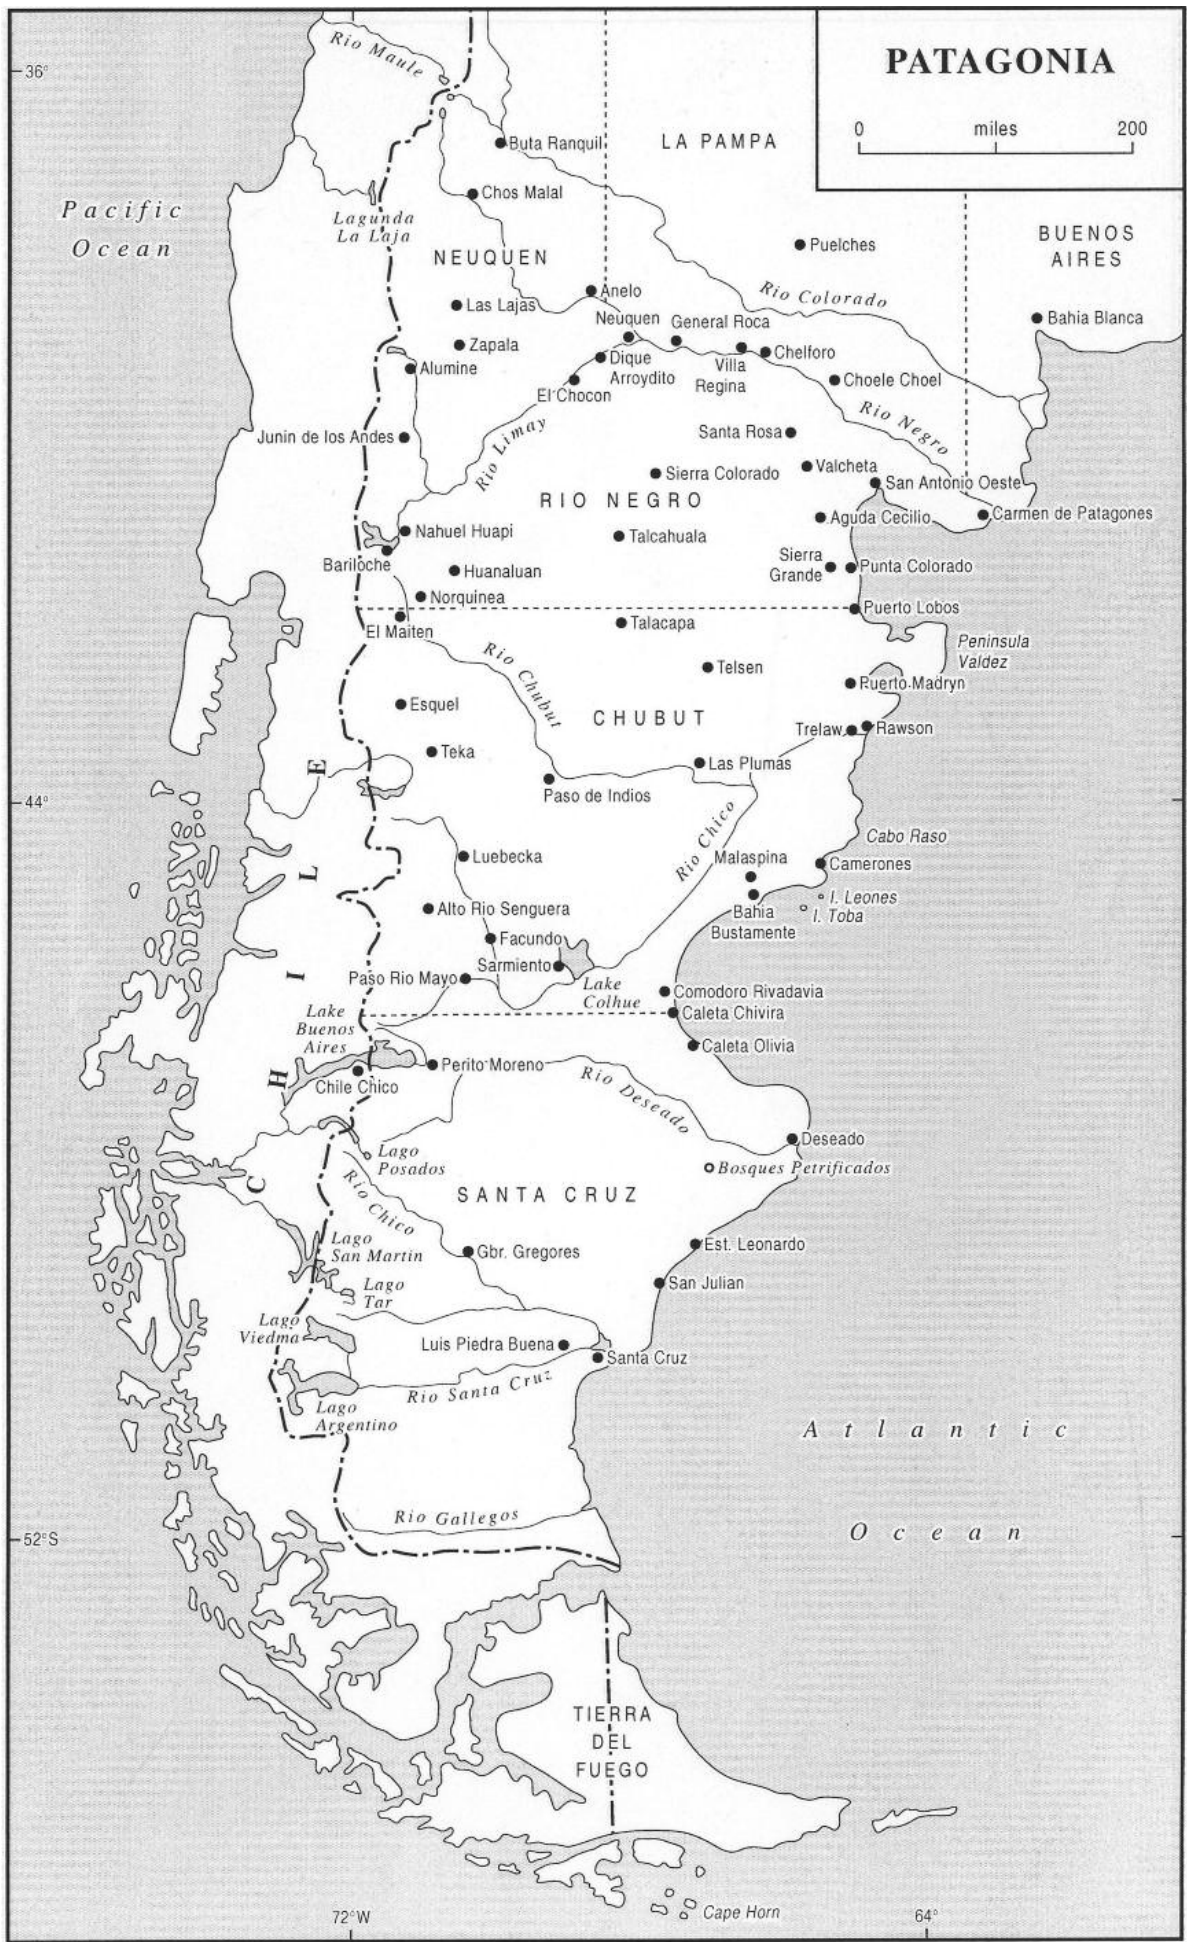 PATAGONIA
0 miles 200
36°
Rio Maule
Buta Ranquil
LA PAMPA
Chos Malal
Pacific
Ocean
Lagunda
La Laja
NEUQUEN
Puelches
BUENOS
AIRES
Anelo
Rio Colorado
Las Lajas
Neuquen
General Roca
Bahia Blanca
Zapala
Dique
Arroydito
Villa
Regina
Chelforo
Alumine
El Chocon
Choele Choel
Rio Negro
Junin de los Andes
Rio Limay
Santa Rosa
Sierra Colorado
Valcheta
San Antonio Oeste
RIO NEGRO
Aguda Cecilio
Carmen de Patagones
Nahuel Huapi
Talcahuala
Bariloche
Huanaluan
Sierra
Grande
Punta Colorado
Norquinea
Puerto Lobos
El Maiten
Talacapa
Peninsula
Valdez
Rio Chubut
Telsen
Puerto Madryn
Esquel
CHUBUT
Trelaw
Rawson
Teka
Las Plumas
Paso de Indios
44°
Rio Chico
Cabo Raso
Luebecka
Malaspina
Camerones
I. Leones
I. Toba
Alto Rio Senguera
Bahia
Bustamente
Facundo
Sarmiento
Paso Rio Mayo
Lake
Colhue
Comodoro Rivadavia
Lake
Buenos
Aires
Caleta Chivira
Caleta Olivia
Perito Moreno
Chile Chico
Rio Deseado
CHILE
Deseado
Lago
Posados
Bosques Petrificados
Rio Chico
SANTA CRUZ
Lago
San Martin
Gbr. Gregores
Est. Leonardo
Lago
Tar
San Julian
Lago
Viedma
Luis Piedra Buena
Santa Cruz
Rio Santa Cruz
Lago
Argentino
Atlantic
Ocean
Rio Gallegos
52°S
TIERRA
DEL
FUEGO
Cape Horn
72°W
64°